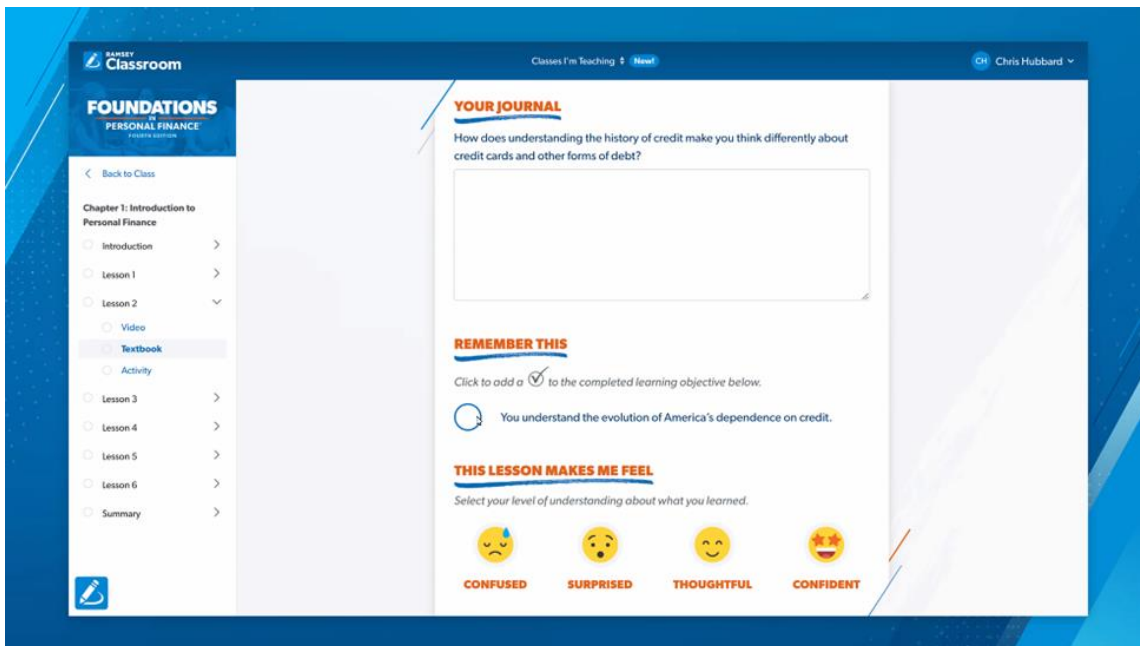 RAMSEY
Classroom
Classes I'm Teaching
New!
CH
Chris Hubbard
FOUNDATIONS
IN
PERSONAL FINANCE
FOURTH EDITION
Back to Class
Chapter 1: Introduction to
Personal Finance
Introduction
Lesson 1
Lesson 2
Video
Textbook
Activity
Lesson 3
Lesson 4
Lesson 5
Lesson 6
Summary
YOUR JOURNAL
How does understanding the history of credit make you think differently about
credit cards and other forms of debt?
REMEMBER THIS
Click to add a to the completed learning objective below.
You understand the evolution of America's dependence on credit.
THIS LESSON MAKES ME FEEL
Select your level of understanding about what you learned.
CONFUSED
SURPRISED
THOUGHTFUL
CONFIDENT